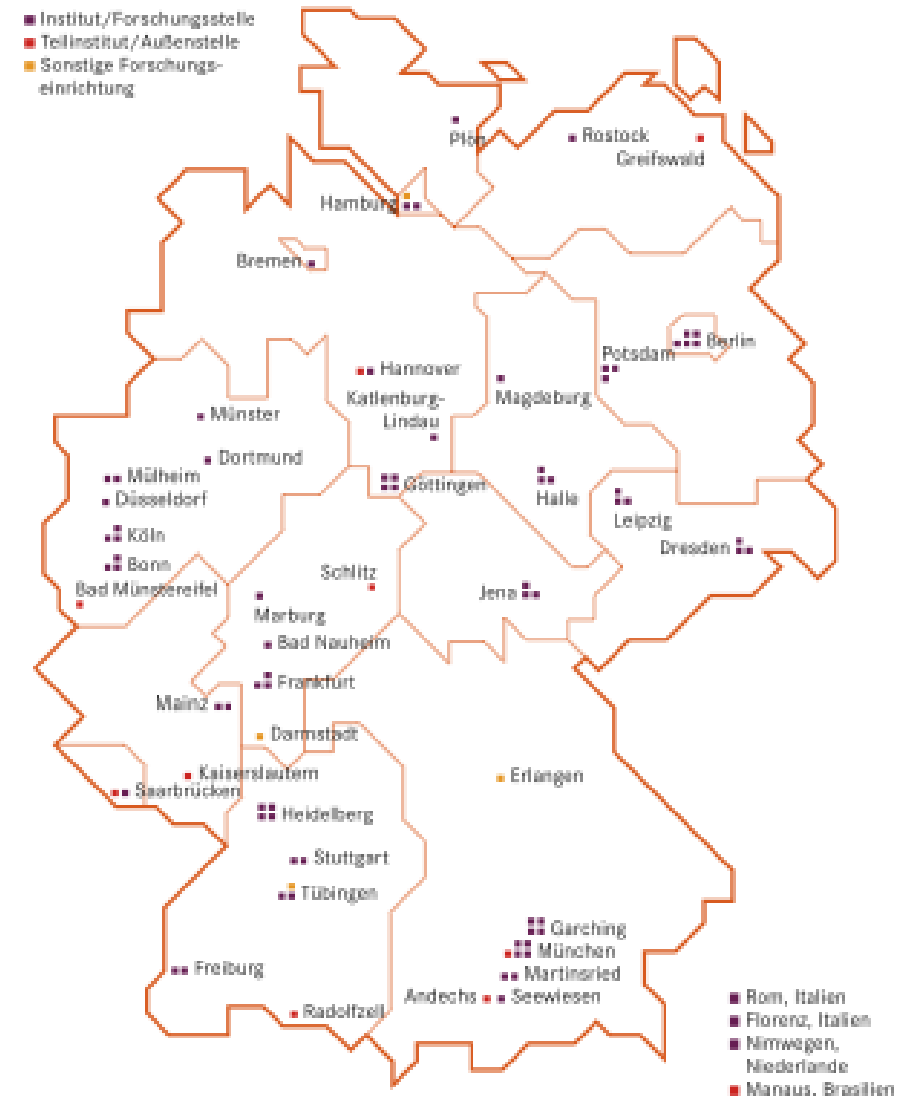 Institut/Forschungsstelle
Teilinstitut/Außenstelle
Sonstige Forschungs-
einrichtung
Plön
Rostock
Greifswald
Hamburg
Bremen
Berlin
Potsdam
Hannover
Magdeburg
Katlenburg-
Lindau
Münster
Dortmund
Mülheim
Göttingen
Düsseldorf
Halle
Leipzig
Köln
Dresden
Bonn
Schlitz
Bad Münstereifel
Jena
Marburg
Bad Nauheim
Frankfurt
Mainz
Darmstadt
Kaiserslautern
Erlangen
Saarbrücken
Heidelberg
Stuttgart
Tübingen
Garching
München
Freiburg
Martinsried
Andechs
Seewiesen
Radolfzell
Rom, Italien
Florenz, Italien
Nimwegen,
Niederlande
Manaus, Brasilien